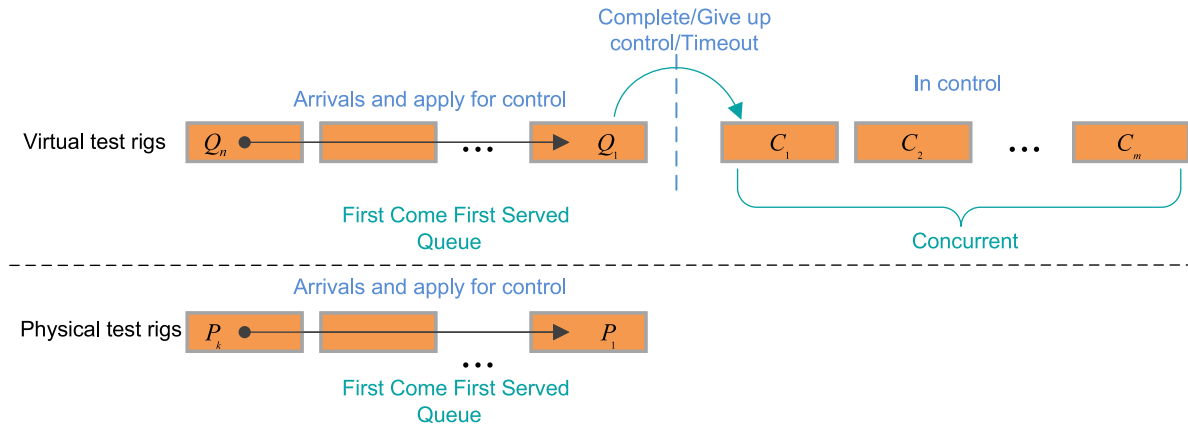 Complete/Give up
control/Timeout
Arrivals and apply for control
In control
Virtual test rigs
Qn
...
Q1
C1
C2
...
Cm
First Come First Served
Queue
Concurrent
Arrivals and apply for control
Physical test rigs
Pk
...
P1
First Come First Served
Queue